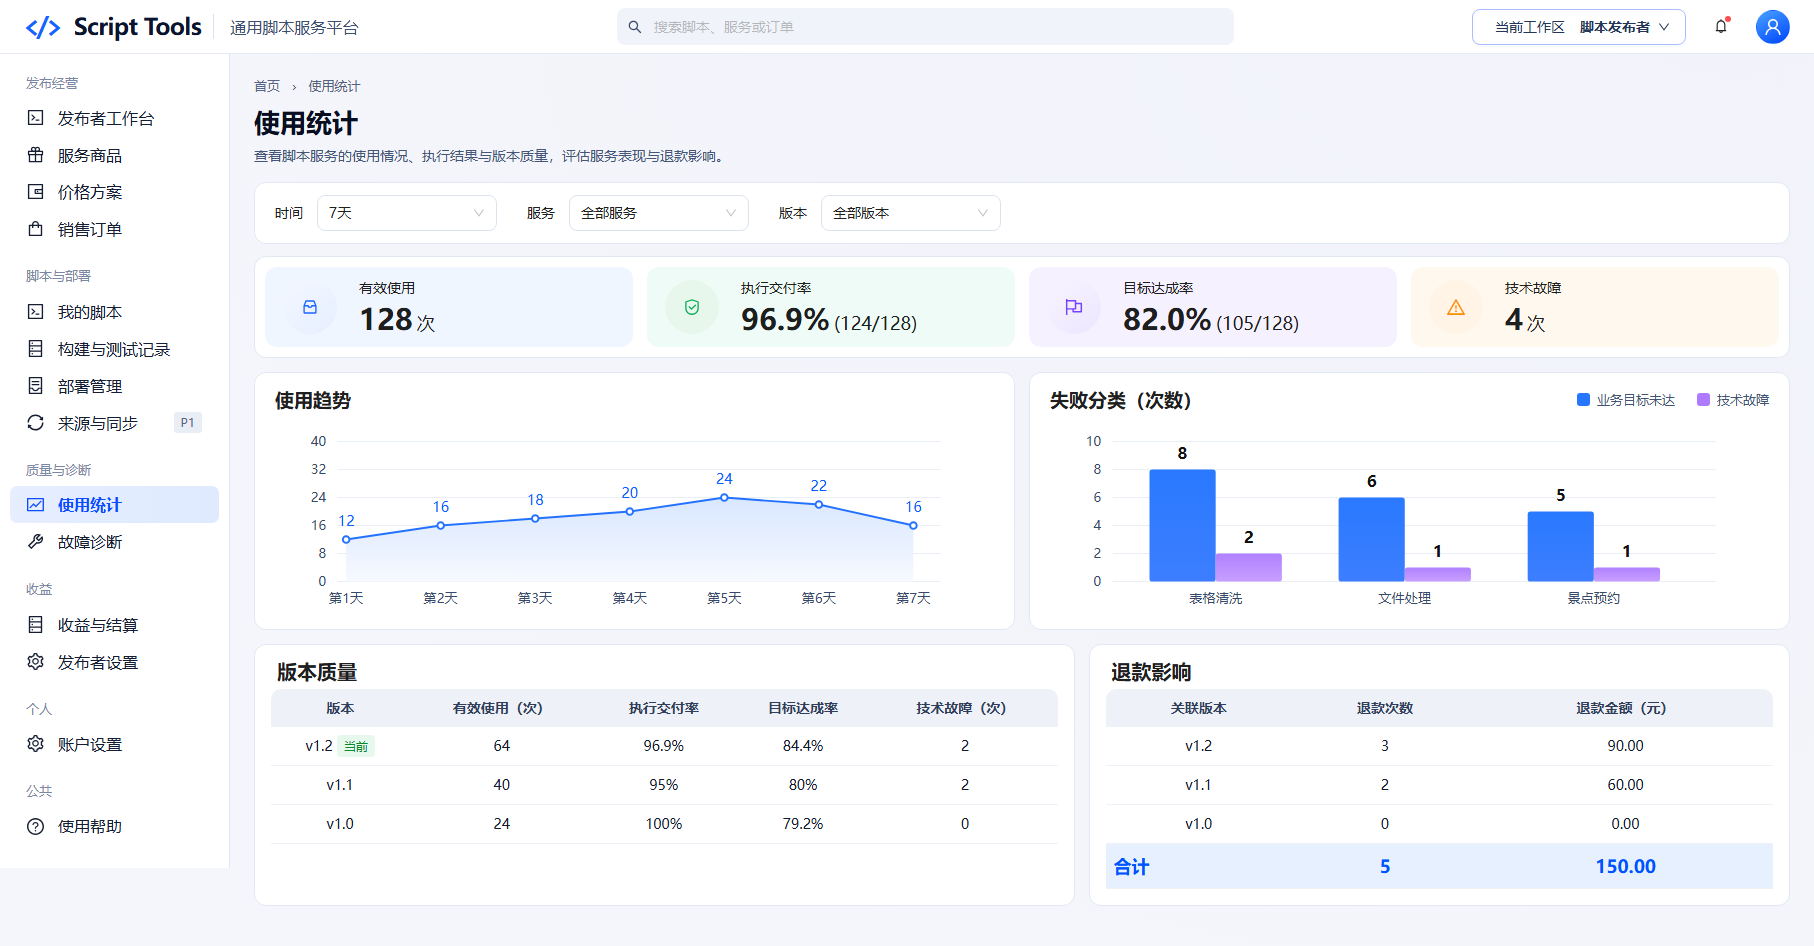 </> Script Tools
通用脚本服务平台
搜索脚本、服务或订单
当前工作区 脚本发布者
发布经营
发布者工作台
服务商品
价格方案
销售订单
脚本与部署
我的脚本
构建与测试记录
部署管理
来源与同步 P1
质量与诊断
使用统计
故障诊断
收益
收益与结算
发布者设置
个人
账户设置
公共
使用帮助
首页 › 使用统计
使用统计
查看脚本服务的使用情况、执行结果与版本质量，评估服务表现与退款影响。
时间 7天 服务 全部服务 版本 全部版本
有效使用
128 次
执行交付率
96.9% (124/128)
目标达成率
82.0% (105/128)
技术故障
4 次
使用趋势
40
32
24
16
8
0
12 16 18 20 24 22 16
第1天 第2天 第3天 第4天 第5天 第6天 第7天
失败分类（次数）
业务目标未达 技术故障
10
8
6
4
2
0
8 2 6 1 5 1
表格清洗 文件处理 景点预约
版本质量
版本 有效使用（次） 执行交付率 目标达成率 技术故障（次）
v1.2 当前 64 96.9% 84.4% 2
v1.1 40 95% 80% 2
v1.0 24 100% 79.2% 0
退款影响
关联版本 退款次数 退款金额（元）
v1.2 3 90.00
v1.1 2 60.00
v1.0 0 0.00
合计 5 150.00